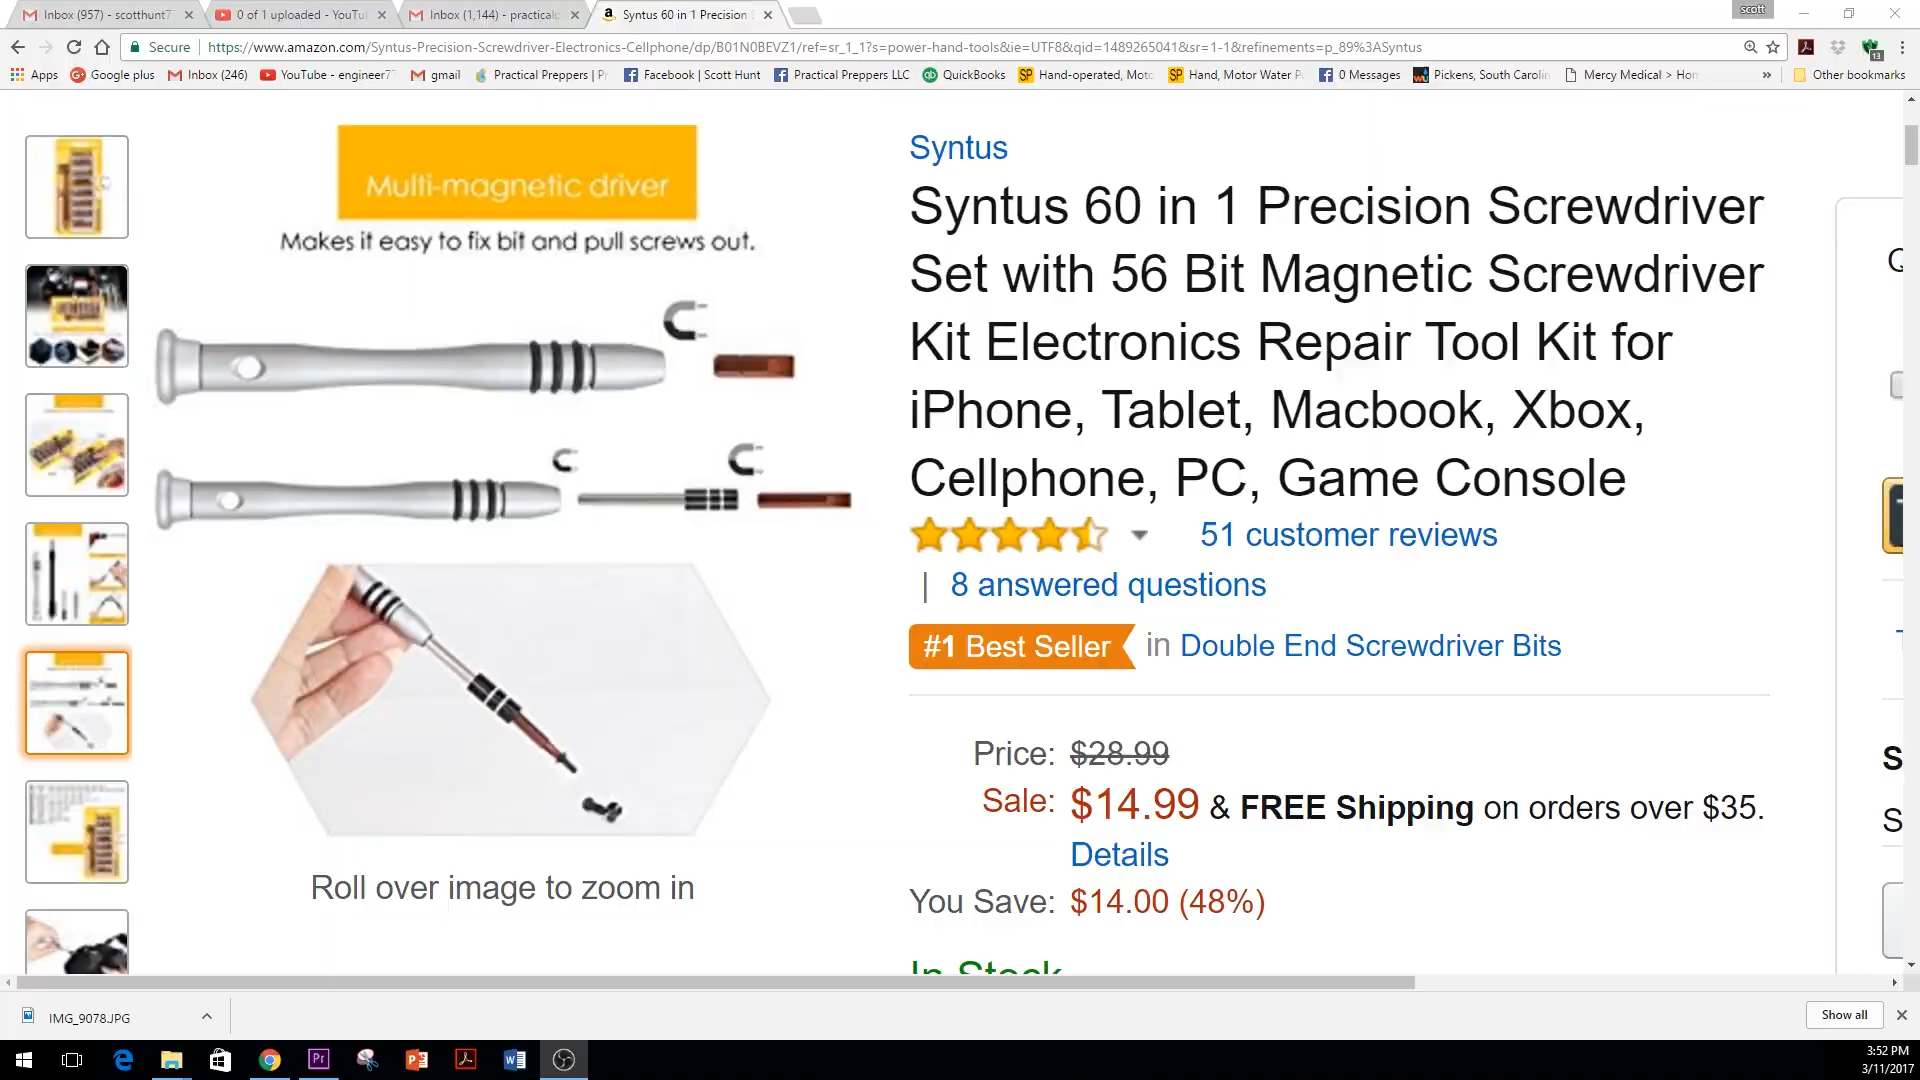 Inbox (957) - scotthunt7
0 of 1 uploaded - YouTu
Inbox (1,144) - practicalp
Syntus 60 in 1 Precision
scott
Secure
https://www.amazon.com/Syntus-Precision-Screwdriver-Electronics-Cellphone/dp/B01N0BEVZ1/ref=sr_1_1?s=power-hand-tools&ie=UTF8&qid=1489265041&sr=1-1&refinements=p_89%3ASyntus
13
Apps
Google plus
Inbox (246)
YouTube - engineer7
gmail
Practical Preppers | Pr
Facebook | Scott Hunt
Practical Preppers LLC
QuickBooks
Hand-operated, Moto
Hand, Motor Water P
0 Messages
Pickens, South Carolin
Mercy Medical > Hom
»
Other bookmarks
Multi-magnetic driver
Makes it easy to fix bit and pull screws out.
Roll over image to zoom in
Syntus
Syntus 60 in 1 Precision Screwdriver
Set with 56 Bit Magnetic Screwdriver
Kit Electronics Repair Tool Kit for
iPhone, Tablet, Macbook, Xbox,
Cellphone, PC, Game Console
51 customer reviews
| 8 answered questions
#1 Best Seller in Double End Screwdriver Bits
Price: $28.99
Sale: $14.99 & FREE Shipping on orders over $35.
Details
You Save: $14.00 (48%)
In Stock
IMG_9078.JPG
Show all
3:52 PM
3/11/2017